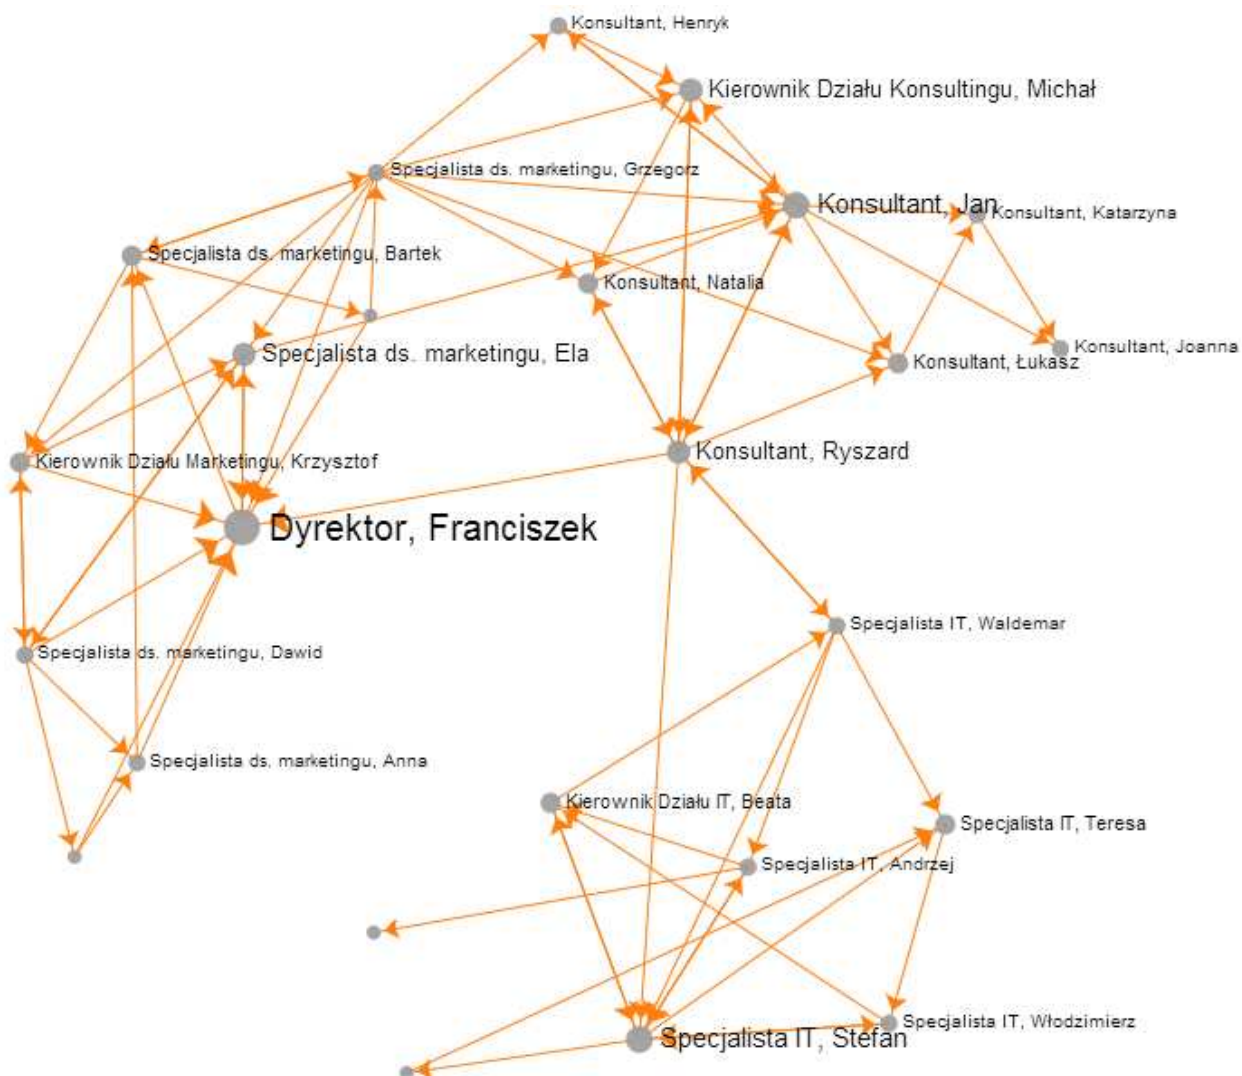 Konsultant, Henryk
Kierownik Działu Konsultingu, Michał
Specjalista ds. marketingu, Grzegorz
Konsultant, Jan
Konsultant, Katarzyna
Specjalista ds. marketingu, Bartek
Konsultant, Natalia
Specjalista ds. marketingu, Ela
Konsultant, Joanna
Konsultant, Łukasz
Konsultant, Ryszard
Kierownik Działu Marketingu, Krzysztof
Dyrektor, Franciszek
Specjalista IT, Waldemar
Specjalista ds. marketingu, Dawid
Specjalista ds. marketingu, Anna
Kierownik Działu IT, Beata
Specjalista IT, Teresa
Specjalista IT, Andrzej
Specjalista IT, Włodzimierz
Specjalista IT, Stefan